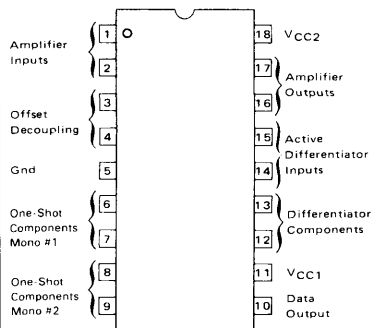 Amplifier
Inputs
1
2
Offset
Decoupling
3
4
Gnd
5
One-Shot
Components
Mono #1
6
7
One-Shot
Components
Mono #2
8
9
18
VCC2
17
16
Amplifier
Outputs
15
14
Active
Differentiator
Inputs
13
12
Differentiator
Components
11
VCC1
10
Data
Output